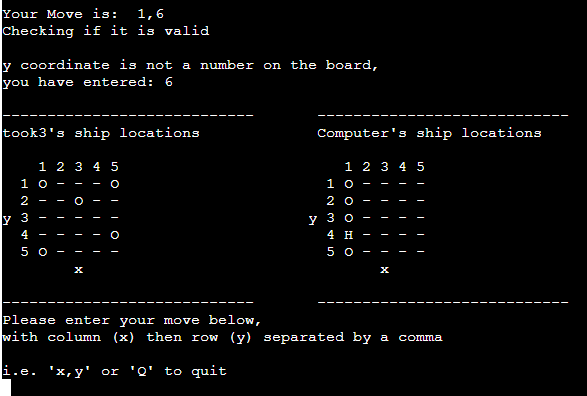 Your Move is:  1,6
Checking if it is valid
y coordinate is not a number on the board,
you have entered: 6
----------------------------       ----------------------------
took3's ship locations             Computer's ship locations
    1 2 3 4 5                         1 2 3 4 5
  1 O - - - O                       1 O - - - -
  2 - - O - -                       2 O - - - -
y 3 - - - - -                     y 3 O - - - -
  4 - - - - O                       4 H - - - -
  5 O - - - -                       5 O - - - -
        x                                 x
----------------------------       ----------------------------
Please enter your move below,
with column (x) then row (y) separated by a comma
i.e. 'x,y' or 'Q' to quit